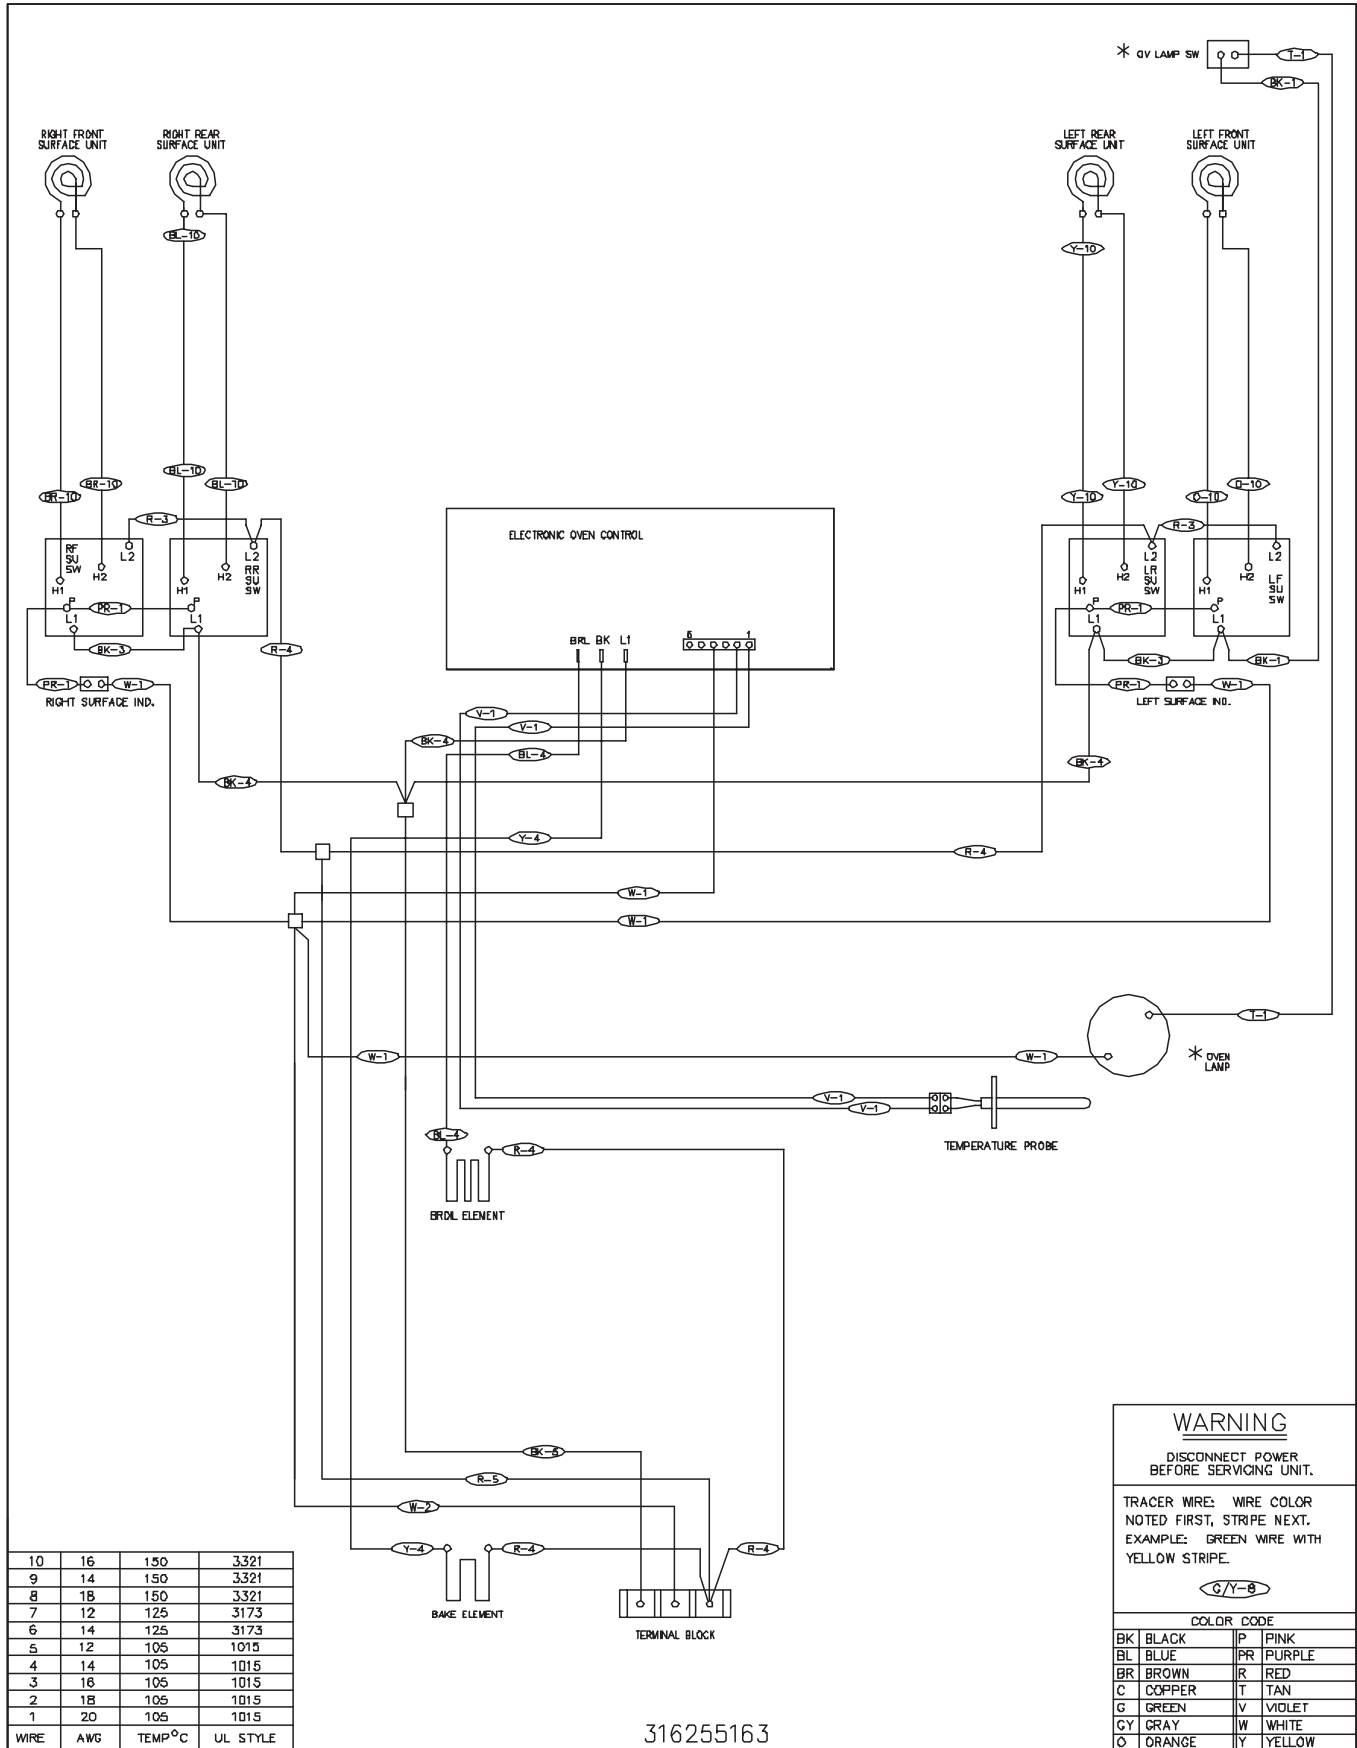 OV LAMP SW
T-1
BK-1
RIGHT FRONT
SURFACE UNIT
RIGHT REAR
SURFACE UNIT
LEFT REAR
SURFACE UNIT
LEFT FRONT
SURFACE UNIT
BL-10
Y-10
BL-10
BR-10
BR-10
BL-10
Y-10
Y-10
O-10
O-10
R-3
R-3
ELECTRONIC OVEN CONTROL
RF
SU
SW
L2
H1
H2
P
L1
PR-1
L2
RR
SU
SW
H1
H2
P
L1
L2
LR
SU
SW
H1
H2
P
L1
PR-1
L2
LF
SU
SW
H1
H2
P
L1
BRL BK L1
6
1
BK-3
R-4
BK-3
BK-1
PR-1
W-1
RIGHT SURFACE IND.
PR-1
W-1
LEFT SURFACE IND.
V-1
V-1
BK-4
BL-4
BK-4
BK-4
Y-4
R-4
W-1
W-1
T-1
W-1
W-1
OVEN
LAMP
V-1
V-1
TEMPERATURE PROBE
BL-4
R-4
BROIL ELEMENT
BK-5
R-5
W-2
Y-4
R-4
R-4
BAKE ELEMENT
TERMINAL BLOCK
WARNING
DISCONNECT POWER
BEFORE SERVICING UNIT.
TRACER WIRE: WIRE COLOR
NOTED FIRST, STRIPE NEXT.
EXAMPLE: GREEN WIRE WITH
YELLOW STRIPE.
G/Y-8
COLOR CODE
BK BLACK P PINK
BL BLUE PR PURPLE
BR BROWN R RED
C COPPER T TAN
G GREEN V VIOLET
GY GRAY W WHITE
O ORANGE Y YELLOW
10 16 150 3321
9 14 150 3321
8 18 150 3321
7 12 125 3173
6 14 125 3173
5 12 105 1015
4 14 105 1015
3 16 105 1015
2 18 105 1015
1 20 105 1015
WIRE AWG TEMP°C UL STYLE
316255163